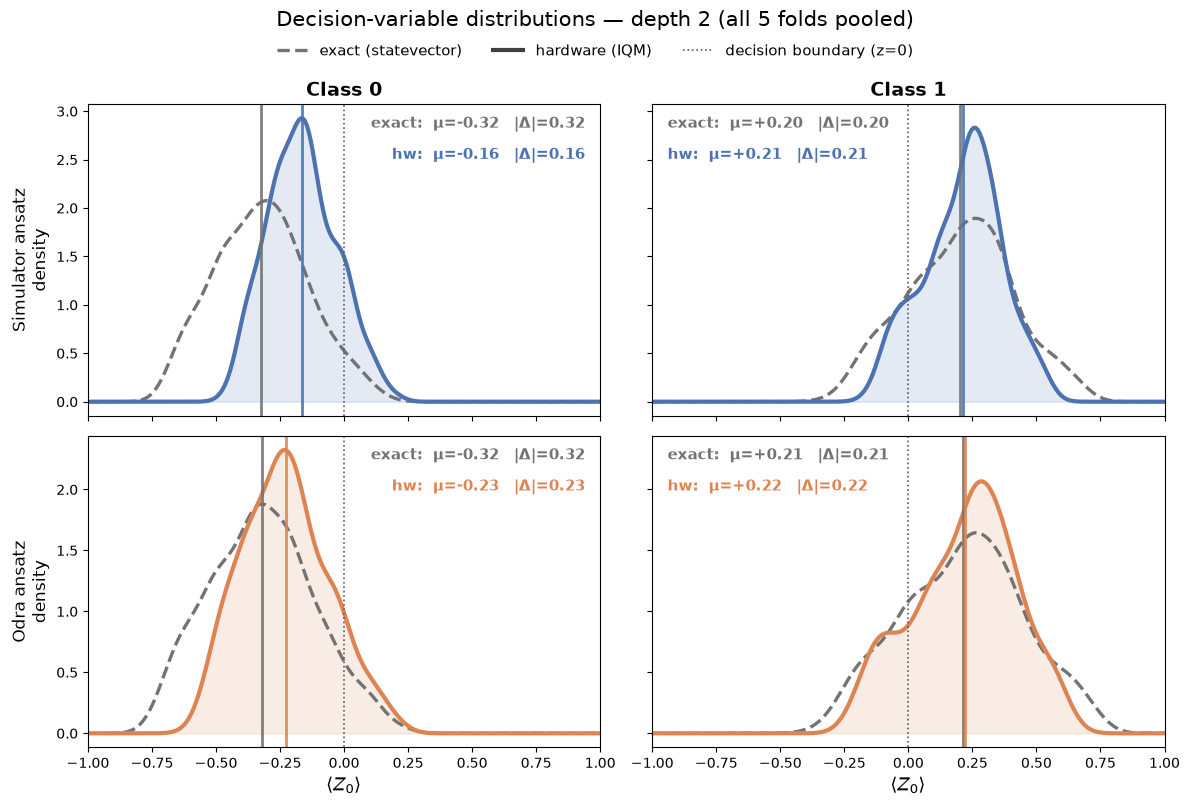 Decision-variable distributions — depth 2 (all 5 folds pooled)
exact (statevector) hardware (IQM) decision boundary (z=0)
Class 0
Class 1
Simulator ansatz
density
3.0
2.5
2.0
1.5
1.0
0.5
0.0
exact: μ=-0.32 |Δ|=0.32
hw: μ=-0.16 |Δ|=0.16
exact: μ=+0.20 |Δ|=0.20
hw: μ=+0.21 |Δ|=0.21
Odra ansatz
density
2.0
1.5
1.0
0.5
0.0
exact: μ=-0.32 |Δ|=0.32
hw: μ=-0.23 |Δ|=0.23
exact: μ=+0.21 |Δ|=0.21
hw: μ=+0.22 |Δ|=0.22
−1.00 −0.75 −0.50 −0.25 0.00 0.25 0.50 0.75 1.00
⟨Z₀⟩
−1.00 −0.75 −0.50 −0.25 0.00 0.25 0.50 0.75 1.00
⟨Z₀⟩